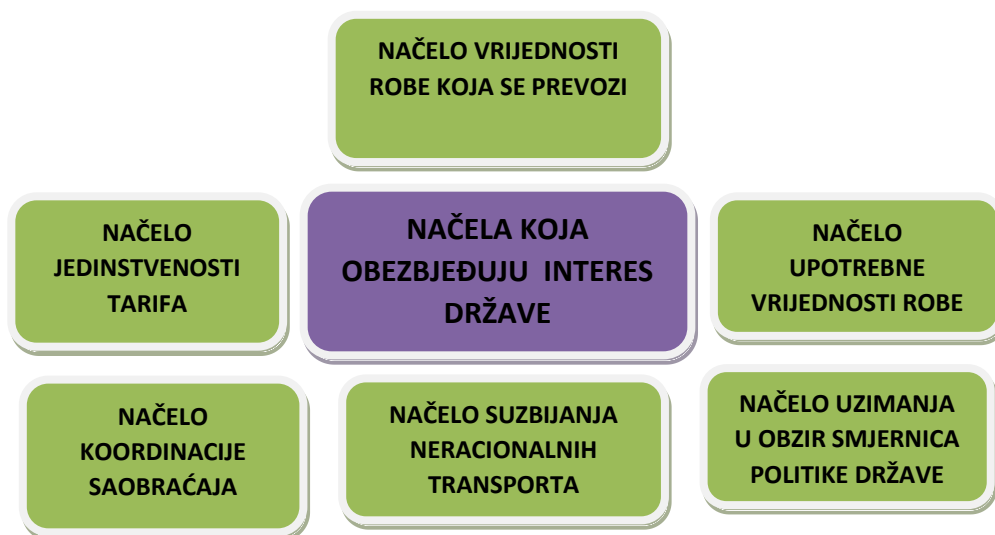 NAČELO VRIJEDNOSTI
ROBE KOJA SE PREVOZI
NAČELO
JEDINSTVENOSTI
TARIFA
NAČELA KOJA
OBEZBJEĐUJU INTERES
DRŽAVE
NAČELO
UPOTREBNE
VRIJEDNOSTI ROBE
NAČELO
KOORDINACIJE
SAOBRAĆAJA
NAČELO SUZBIJANJA
NERACIONALNIH
TRANSPORTA
NAČELO UZIMANJA
U OBZIR SMJERNICA
POLITIKE DRŽAVE